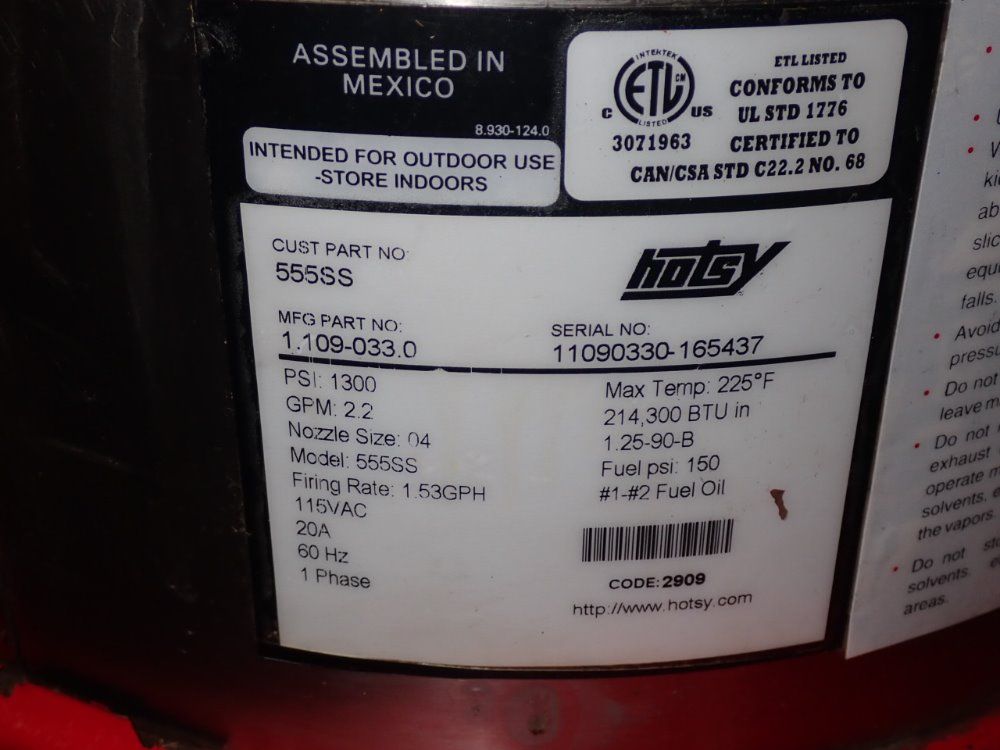 ASSEMBLED IN
MEXICO
8.930-124.0
INTENDED FOR OUTDOOR USE
-STORE INDOORS
INTERTEK
ETL CM
LISTED
C US
3071963
ETL LISTED
CONFORMS TO
UL STD 1776
CERTIFIED TO
CAN/CSA STD C22.2 NO. 68
CUST PART NO:
555SS
hotsy
MFG PART NO:
1.109-033.0
SERIAL NO:
11090330-165437
PSI: 1300
GPM: 2.2
Nozzle Size: 04
Model: 555SS
Firing Rate: 1.53GPH
115VAC
20A
60 Hz
1 Phase
Max Temp: 225°F
214,300 BTU in
1.25-90-B
Fuel psi: 150
#1-#2 Fuel Oil
CODE: 2909
http://www.hotsy.com
falls.
• Avoid
• Do not
leave
• Do not
exhaust
operate
solvents,
the vapors.
• Do not
solvents,
areas.